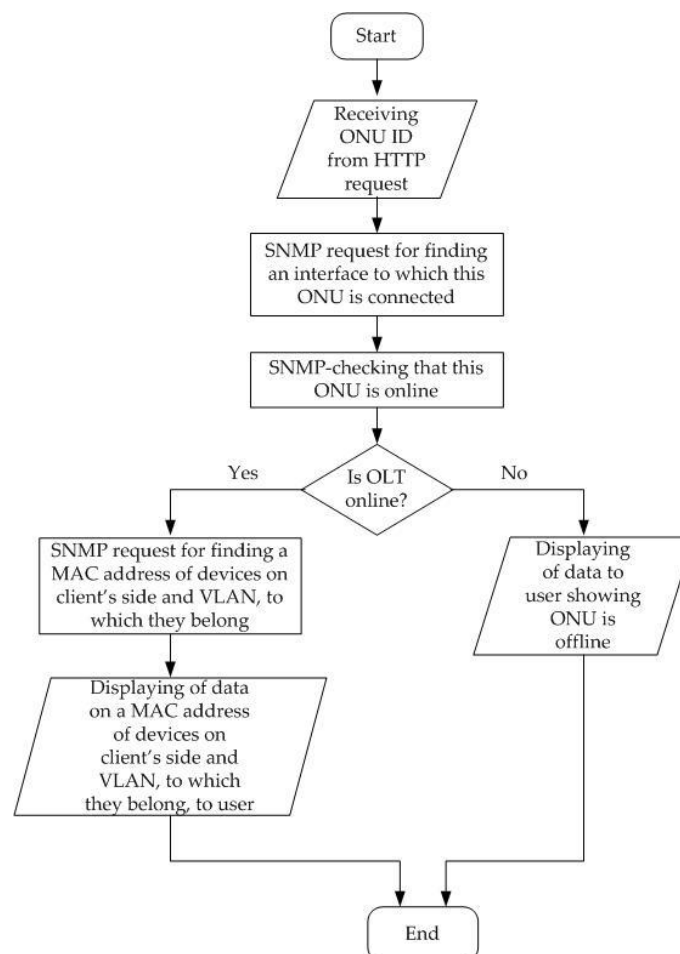 Start
Receiving
ONU ID
from HTTP
request
SNMP request for finding
an interface to which this
ONU is connected
SNMP-checking that this
ONU is online
Is OLT
online?
Yes
No
SNMP request for finding a
MAC address of devices on
client's side and VLAN, to
which they belong
Displaying
of data to
user showing
ONU is
offline
Displaying of data
on a MAC address
of devices on
client's side and
VLAN, to which
they belong, to user
End